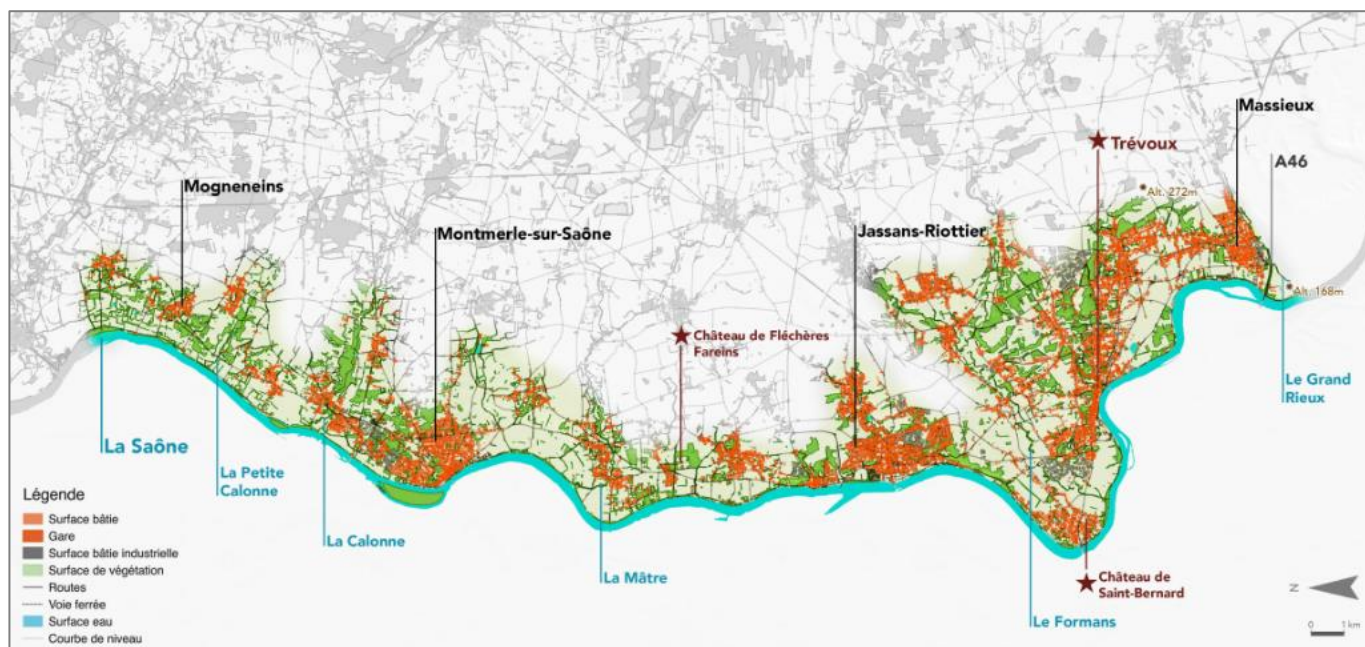 Massieux
Trévoux
A46
Mogneneins
Alt. 272m
Montmerle-sur-Saône
Jassans-Riottier
Alt. 168m
Château de Fléchères
Fareins
Le Grand
Rieux
La Saône
La Petite
Calonne
La Calonne
La Mâtre
Château de
Saint-Bernard
Le Formans
Légende
Surface bâtie
Gare
Surface bâtie industrielle
Surface de végétation
Routes
Voie ferrée
Surface eau
Courbe de niveau
N
0 1 km